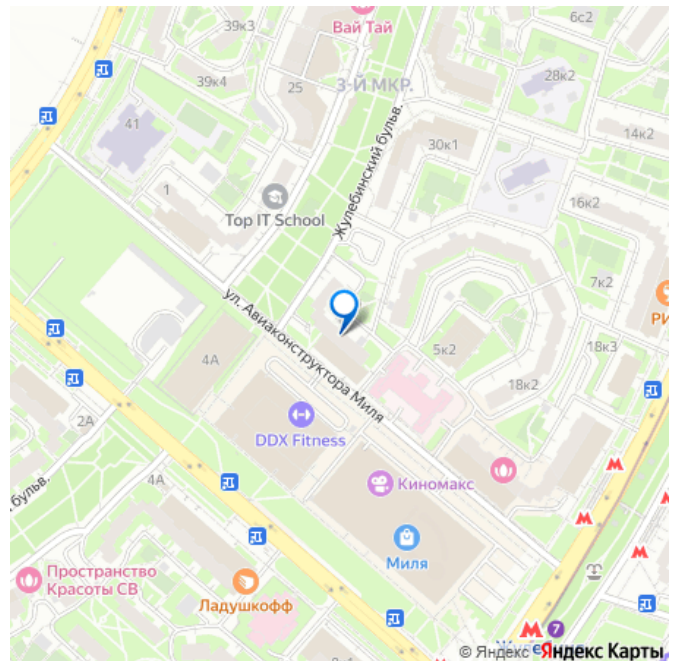 39к3
Вай Тай
6с2
39к4
25
3-Й МКР.
28к2
41
30к1
14к2
Жулебинский бульв.
1
Top IT School
16к2
7к2
ул. Авиаконструктора Миля
5к2
18к3
4А
18к2
2А
DDX Fitness
4А
Киномакс
бульв.
Миля
Пространство
Красоты СВ
Ладушкофф
7
© Яндекс Яндекс Карты